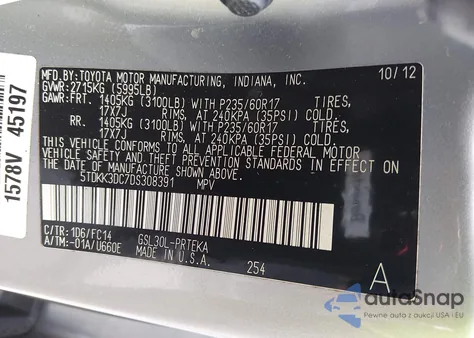 MFD.BY: TOYOTA MOTOR MANUFACTURING, INDIANA, INC. 10/12
GVWR: 2715KG (5995LB)
GAWR: FRT. 1405KG (3100LB) WITH P235/60R17 TIRES,
17X7J RIMS, AT 240KPA (35PSI) COLD.
RR. 1405KG (3100LB) WITH P235/60R17 TIRES,
17X7J RIMS, AT 240KPA (35PSI) COLD.
THIS VEHICLE CONFORMS TO ALL APPLICABLE FEDERAL MOTOR
VEHICLE SAFETY, AND THEFT PREVENTION STANDARDS IN EFFECT ON
THE DATE OF MANUFACTURE SHOWN ABOVE.
5TDKK3DC7DS308391 MPV
C/TR: 1D6/FC14 GSL30L-PRTEKA
A/TM: -01A/U660E MADE IN U.S.A.
254
A
1578V 45197
autoSnap
Pewne auto z aukcji USA i EU